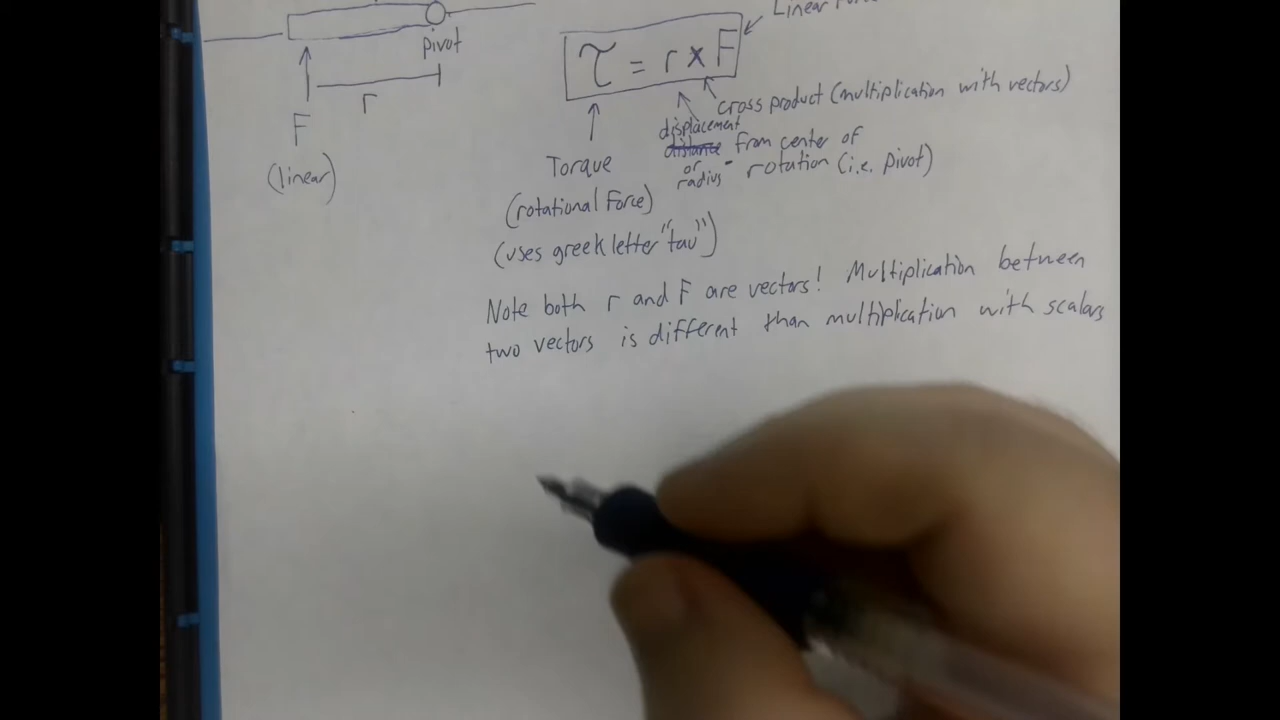 Linear Force
pivot
τ = r x F
r
cross product (multiplication with vectors)
F
displacement
distance from center of
or
radius rotation (i.e. pivot)
Torque
(linear)
(rotational Force)
(uses greek letter "tau")
Note both r and F are vectors! Multiplication between
two vectors is different than multiplication with scalars